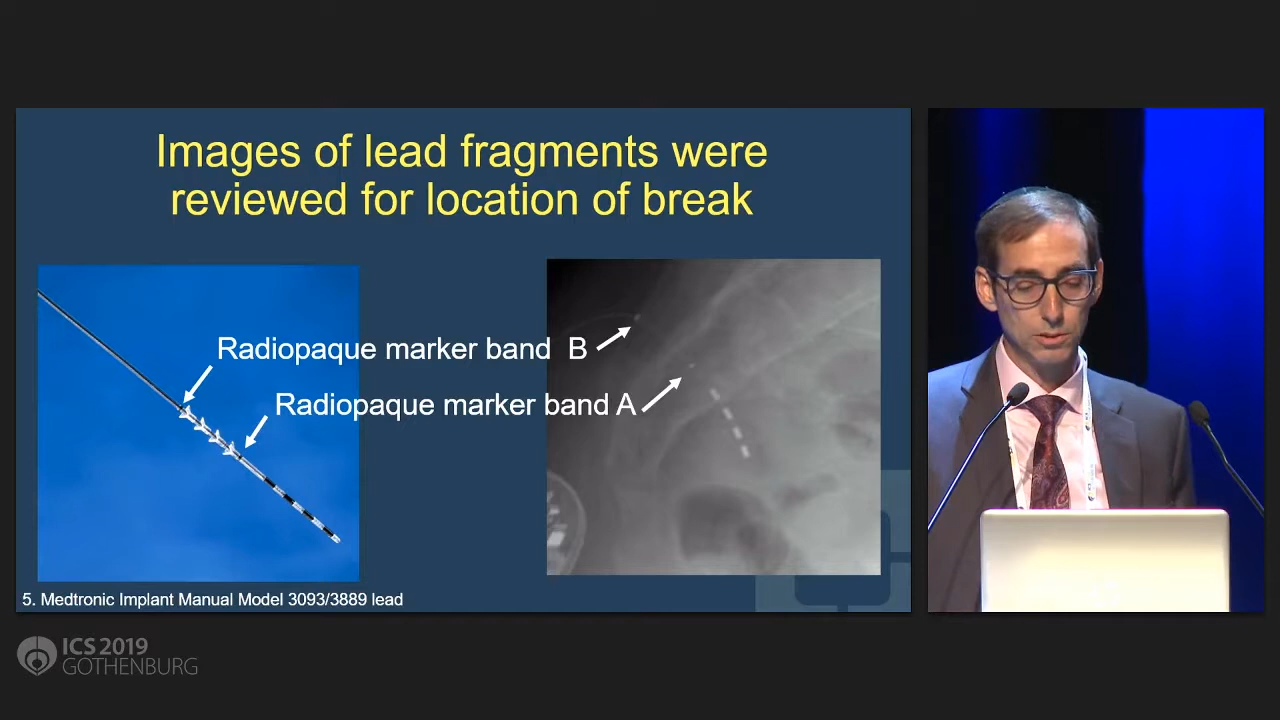 Images of lead fragments were
reviewed for location of break
Radiopaque marker band B
Radiopaque marker band A
5. Medtronic Implant Manual Model 3093/3889 lead
ICS 2019
GOTHENBURG